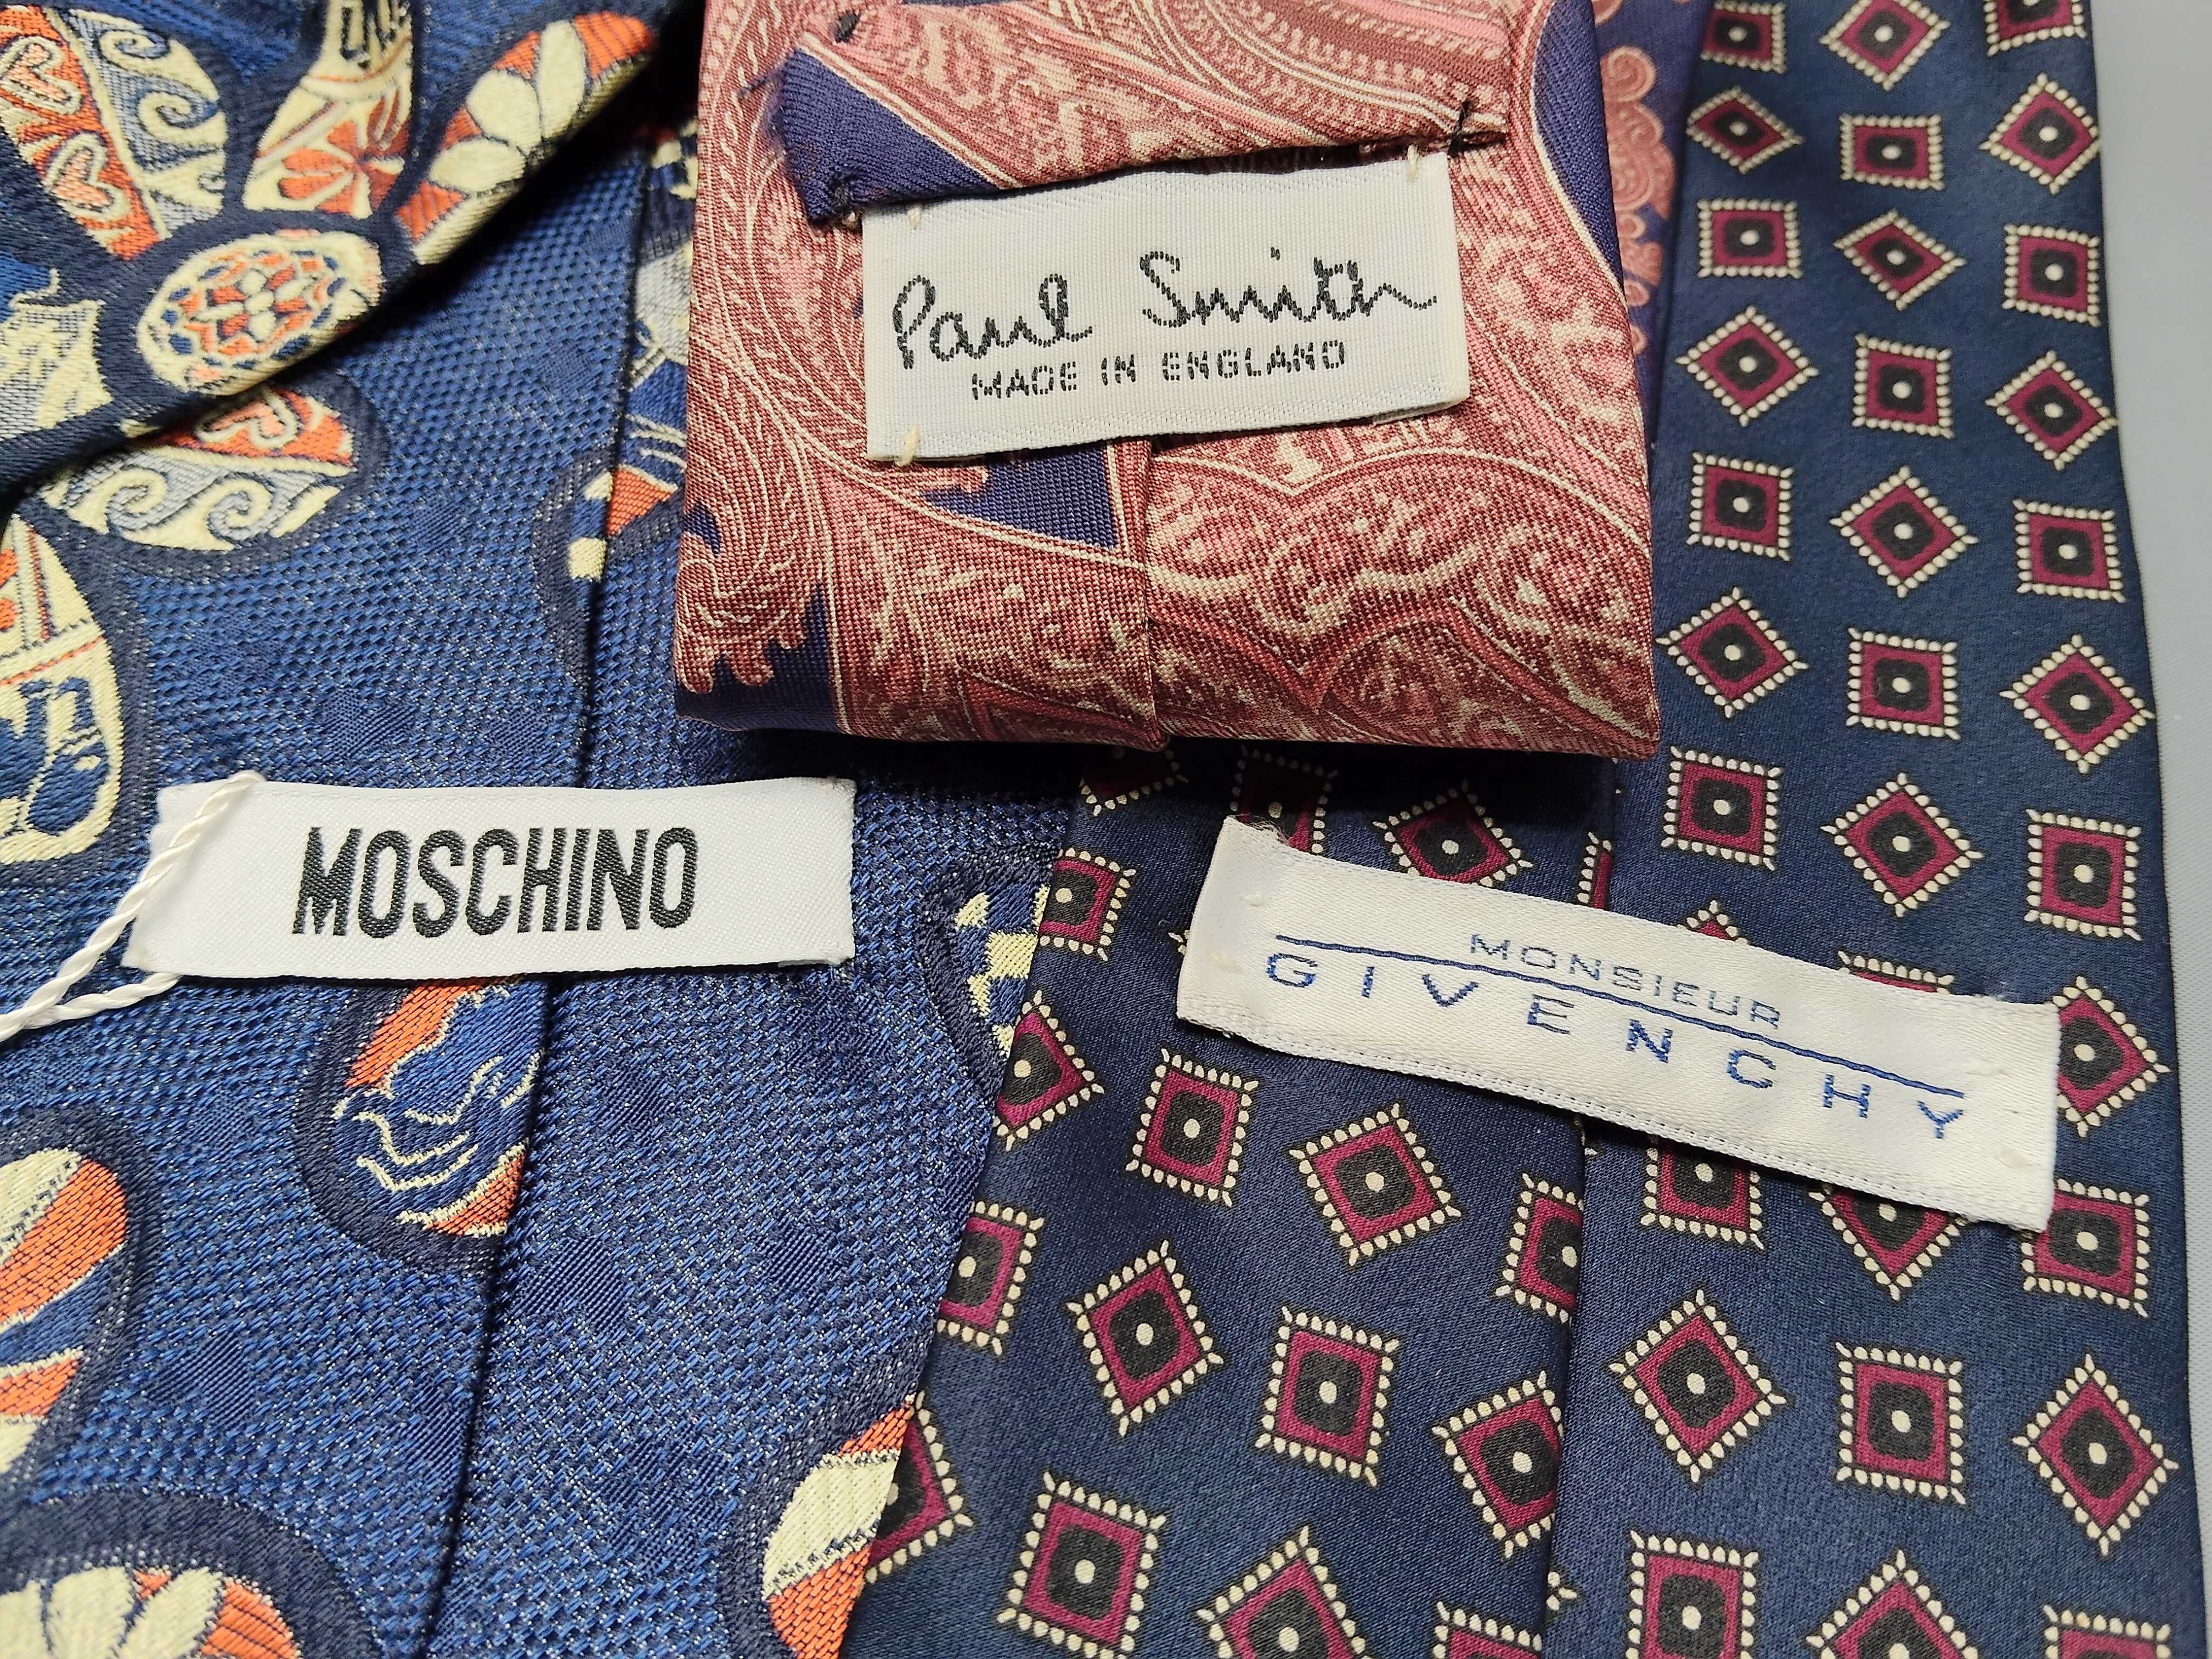 Paul Smith
MADE IN ENGLAND
MOSCHINO
MONSIEUR
GIVENCHY